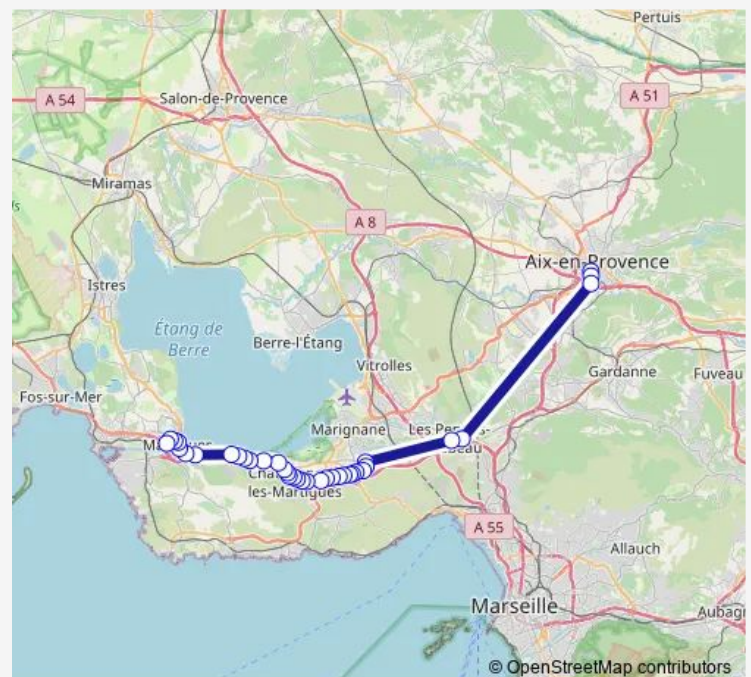 Pertuis
A 54
Salon-de-Provence
A 51
Miramas
A 8
Aix-en-Provence
Istres
Étang de
Berre
Berre-l'Étang
Vitrolles
Gardanne
Fuveau
Fos-sur-Mer
Marignane
Les
les-Martigues
A 55
Allauch
Marseille
Aubag
© OpenStreetMap contributors